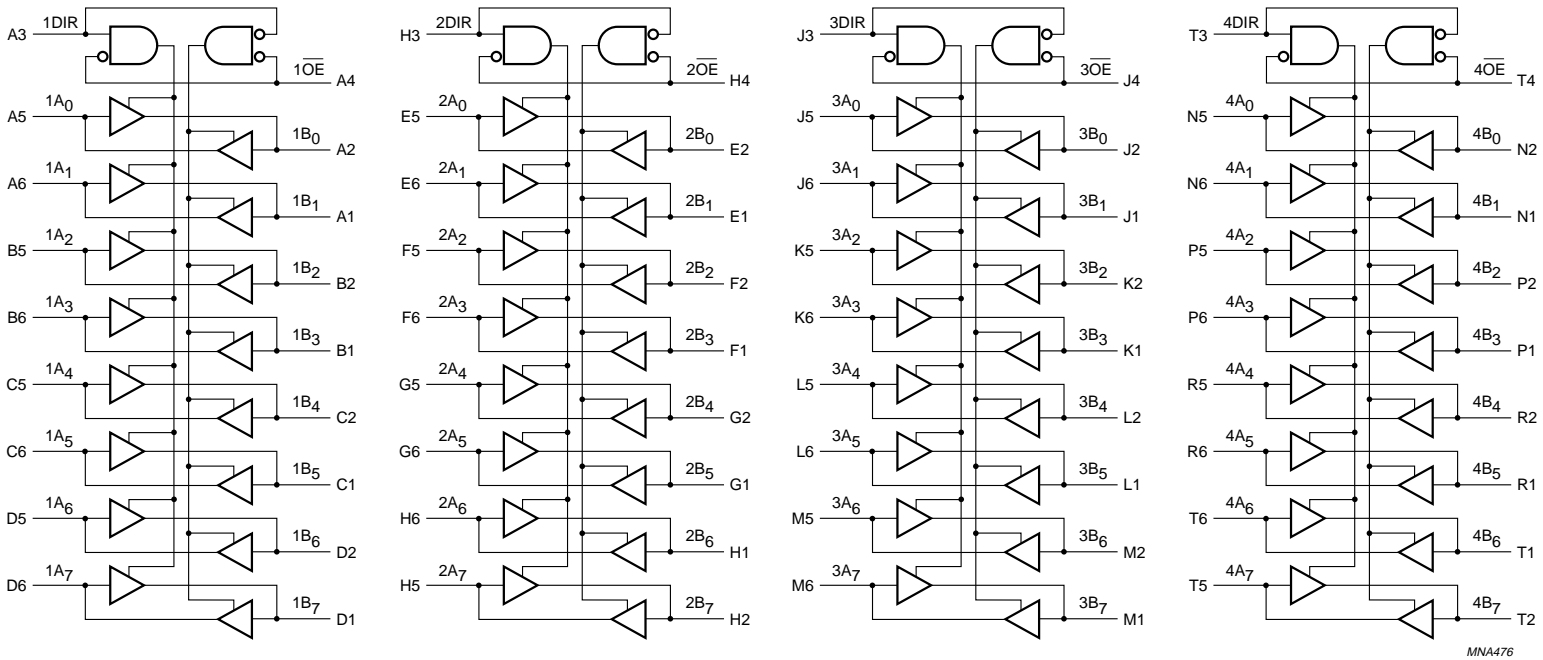 1DIR 2DIR 3DIR 4DIR
A3 H3 J3 T3
1OE 2OE 3OE 4OE
A4 H4 J4 T4
1A0 2A0 3A0 4A0
A5 E5 J5 N5
1B0 2B0 3B0 4B0
A2 E2 J2 N2
1A1 2A1 3A1 4A1
A6 E6 J6 N6
1B1 2B1 3B1 4B1
A1 E1 J1 N1
1A2 2A2 3A2 4A2
B5 F5 K5 P5
1B2 2B2 3B2 4B2
B2 F2 K2 P2
1A3 2A3 3A3 4A3
B6 F6 K6 P6
1B3 2B3 3B3 4B3
B1 F1 K1 P1
1A4 2A4 3A4 4A4
C5 G5 L5 R5
1B4 2B4 3B4 4B4
C2 G2 L2 R2
1A5 2A5 3A5 4A5
C6 G6 L6 R6
1B5 2B5 3B5 4B5
C1 G1 L1 R1
1A6 2A6 3A6 4A6
D5 H6 M5 T6
1B6 2B6 3B6 4B6
D2 H1 M2 T1
1A7 2A7 3A7 4A7
D6 H5 M6 T5
1B7 2B7 3B7 4B7
D1 H2 M1 T2
MNA476